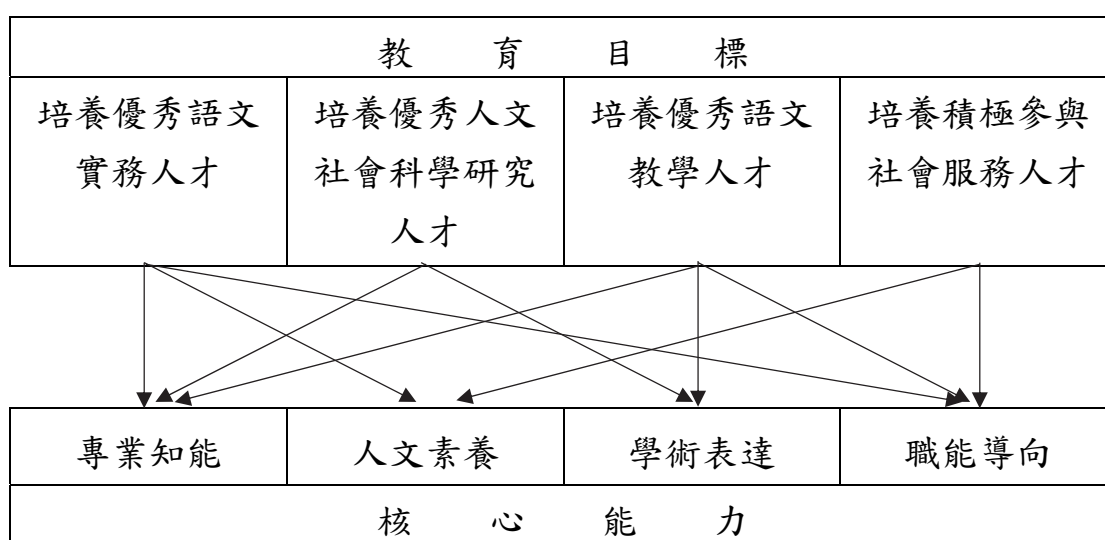 教育目標
培養優秀語文
實務人才
培養優秀人文
社會科學研究
人才
培養優秀語文
教學人才
培養積極參與
社會服務人才
專業知能
人文素養
學術表達
職能導向
核心能力